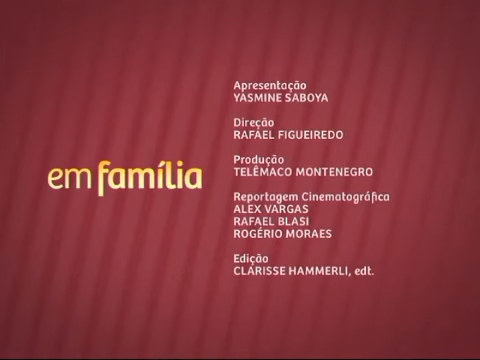 em família
Apresentação
YASMINE SABOYA
Direção
RAFAEL FIGUEIREDO
Produção
TELÊMACO MONTENEGRO
Reportagem Cinematográfica
ALEX VARGAS
RAFAEL BLASI
ROGÉRIO MORAES
Edição
CLARISSE HAMMERLI, edt.